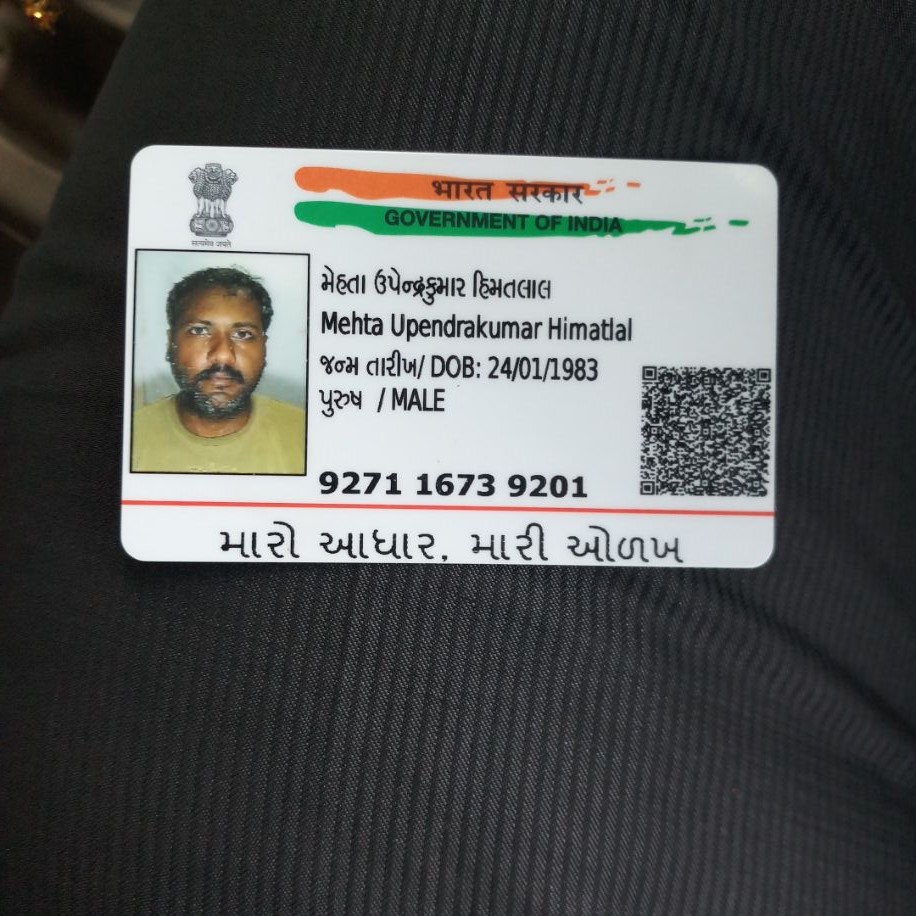 सत्यमेव जयते
भारत सरकार
GOVERNMENT OF INDIA
મેહતા ઉપેન્દ્રકુમાર હિમતલાલ
Mehta Upendrakumar Himatlal
જન્મ તારીખ/ DOB: 24/01/1983
પુરુષ / MALE
9271 1673 9201
મારો આધાર, મારી ઓળખ